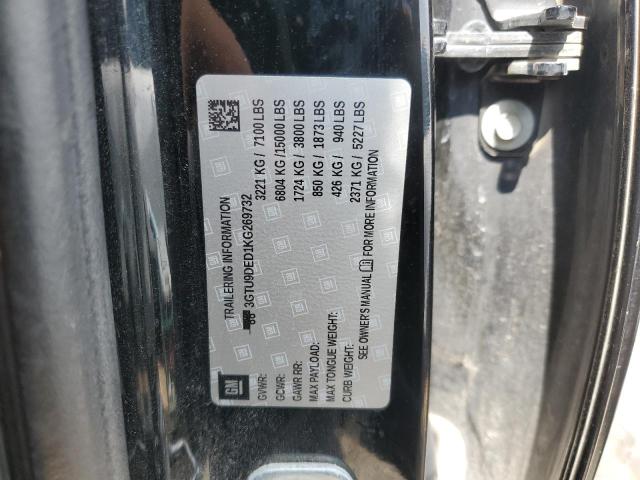 GM
TRAILERING INFORMATION
3GTU9DED1KG269732
GVWR: 3221 KG / 7100 LBS
GCWR: 6804 KG /15000 LBS
GAWR RR: 1724 KG / 3800 LBS
MAX PAYLOAD: 850 KG / 1873 LBS
MAX TONGUE WEIGHT: 426 KG / 940 LBS
CURB WEIGHT: 2371 KG / 5227 LBS
SEE OWNER'S MANUAL FOR MORE INFORMATION